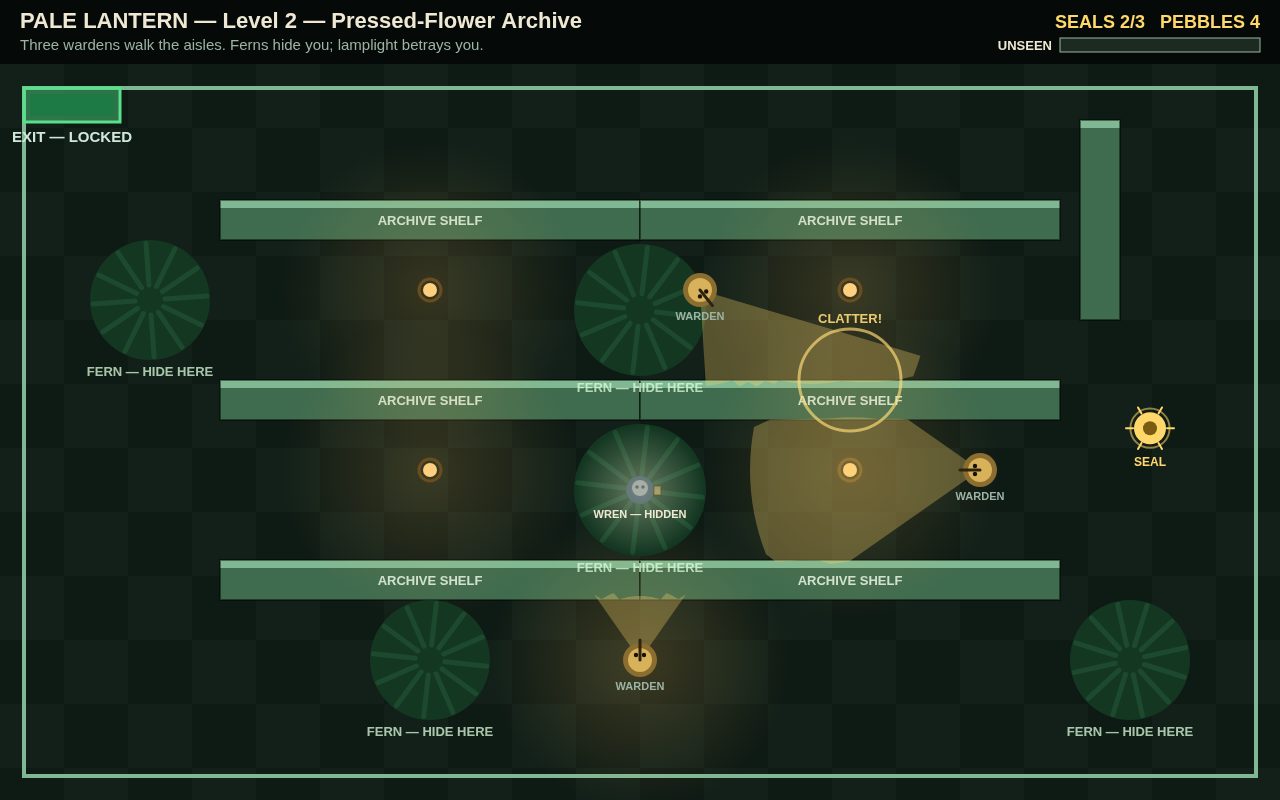 PALE LANTERN — Level 2 — Pressed-Flower Archive
SEALS 2/3 PEBBLES 4
Three wardens walk the aisles. Ferns hide you; lamplight betrays you.
UNSEEN
EXIT — LOCKED
ARCHIVE SHELF
ARCHIVE SHELF
WARDEN
CLATTER!
FERN — HIDE HERE
FERN — HIDE HERE
ARCHIVE SHELF
ARCHIVE SHELF
SEAL
WARDEN
WREN — HIDDEN
FERN — HIDE HERE
ARCHIVE SHELF
ARCHIVE SHELF
WARDEN
FERN — HIDE HERE
FERN — HIDE HERE